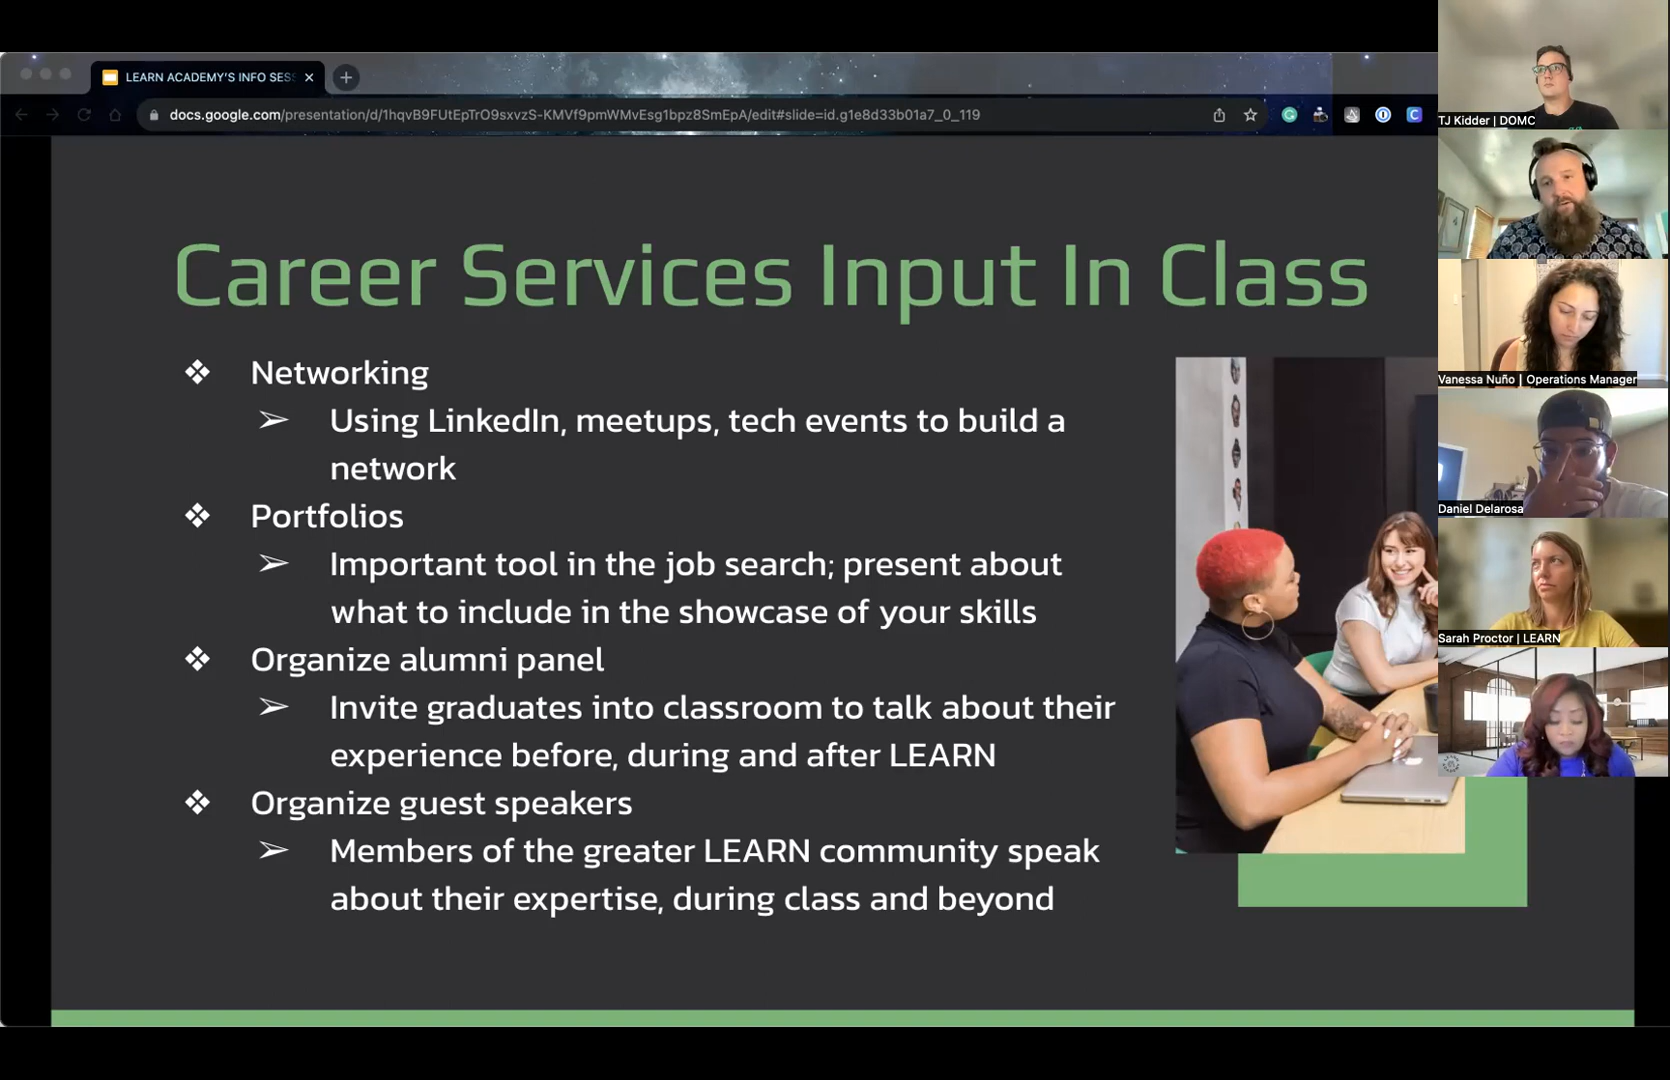 LEARN ACADEMY'S INFO SES
docs.google.com/presentation/d/1hqvB9FUtEpTrO9sxvzS-KMVf9pmWMvEsg1bpz8SmEpA/edit#slide=id.g1e8d33b01a7_0_119
Career Services Input In Class
❖ Networking
➢ Using LinkedIn, meetups, tech events to build a
network
❖ Portfolios
➢ Important tool in the job search; present about
what to include in the showcase of your skills
❖ Organize alumni panel
➢ Invite graduates into classroom to talk about their
experience before, during and after LEARN
❖ Organize guest speakers
➢ Members of the greater LEARN community speak
about their expertise, during class and beyond
TJ Kidder | DOMC
Vanessa Nuño | Operations Manager
Daniel Delarosa
Sarah Proctor | LEARN